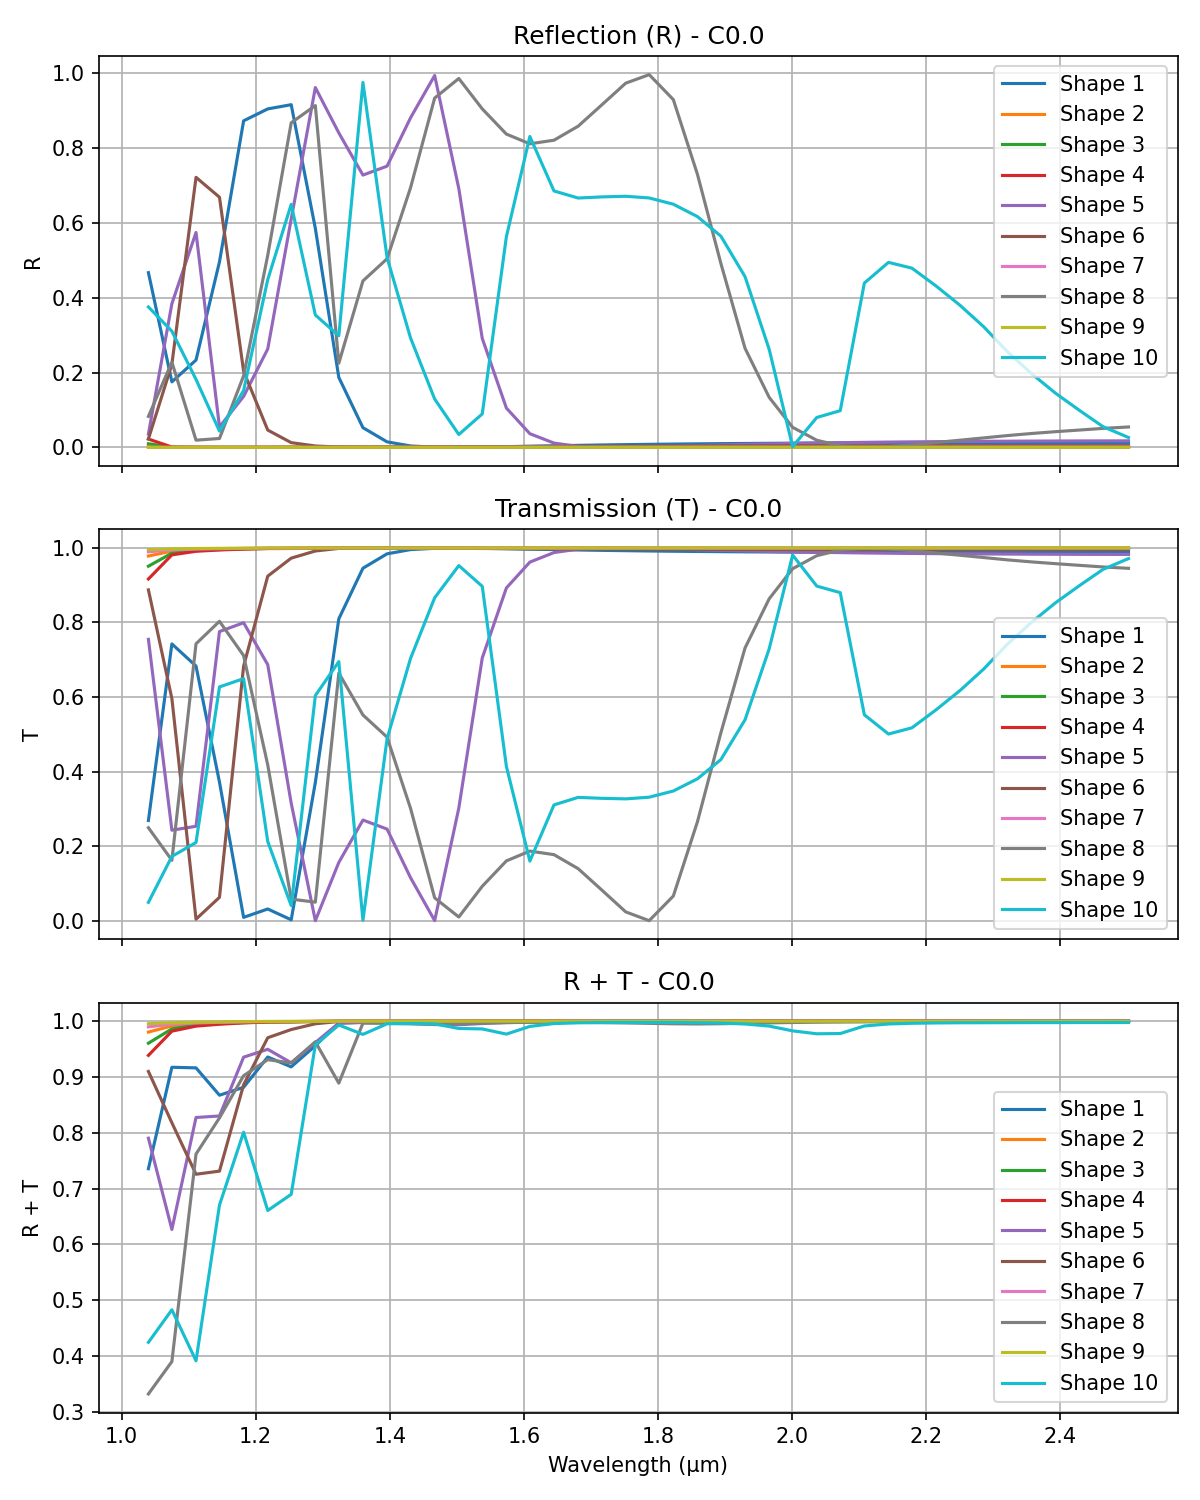 Reflection (R) - C0.0
1.0
0.8
0.6
0.4
0.2
0.0
R
Shape 1
Shape 2
Shape 3
Shape 4
Shape 5
Shape 6
Shape 7
Shape 8
Shape 9
Shape 10
Transmission (T) - C0.0
1.0
0.8
0.6
0.4
0.2
0.0
T
Shape 1
Shape 2
Shape 3
Shape 4
Shape 5
Shape 6
Shape 7
Shape 8
Shape 9
Shape 10
R + T - C0.0
1.0
0.9
0.8
0.7
0.6
0.5
0.4
0.3
R + T
Shape 1
Shape 2
Shape 3
Shape 4
Shape 5
Shape 6
Shape 7
Shape 8
Shape 9
Shape 10
1.0 1.2 1.4 1.6 1.8 2.0 2.2 2.4
Wavelength (μm)